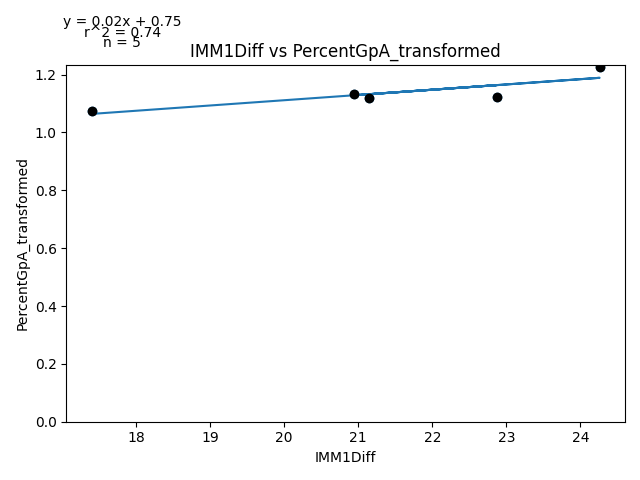 y = 0.02x + 0.75
r^2 = 0.74
n = 5
IMM1Diff vs PercentGpA_transformed
1.2
1.0
0.8
0.6
0.4
0.2
0.0
PercentGpA_transformed
18 19 20 21 22 23 24
IMM1Diff